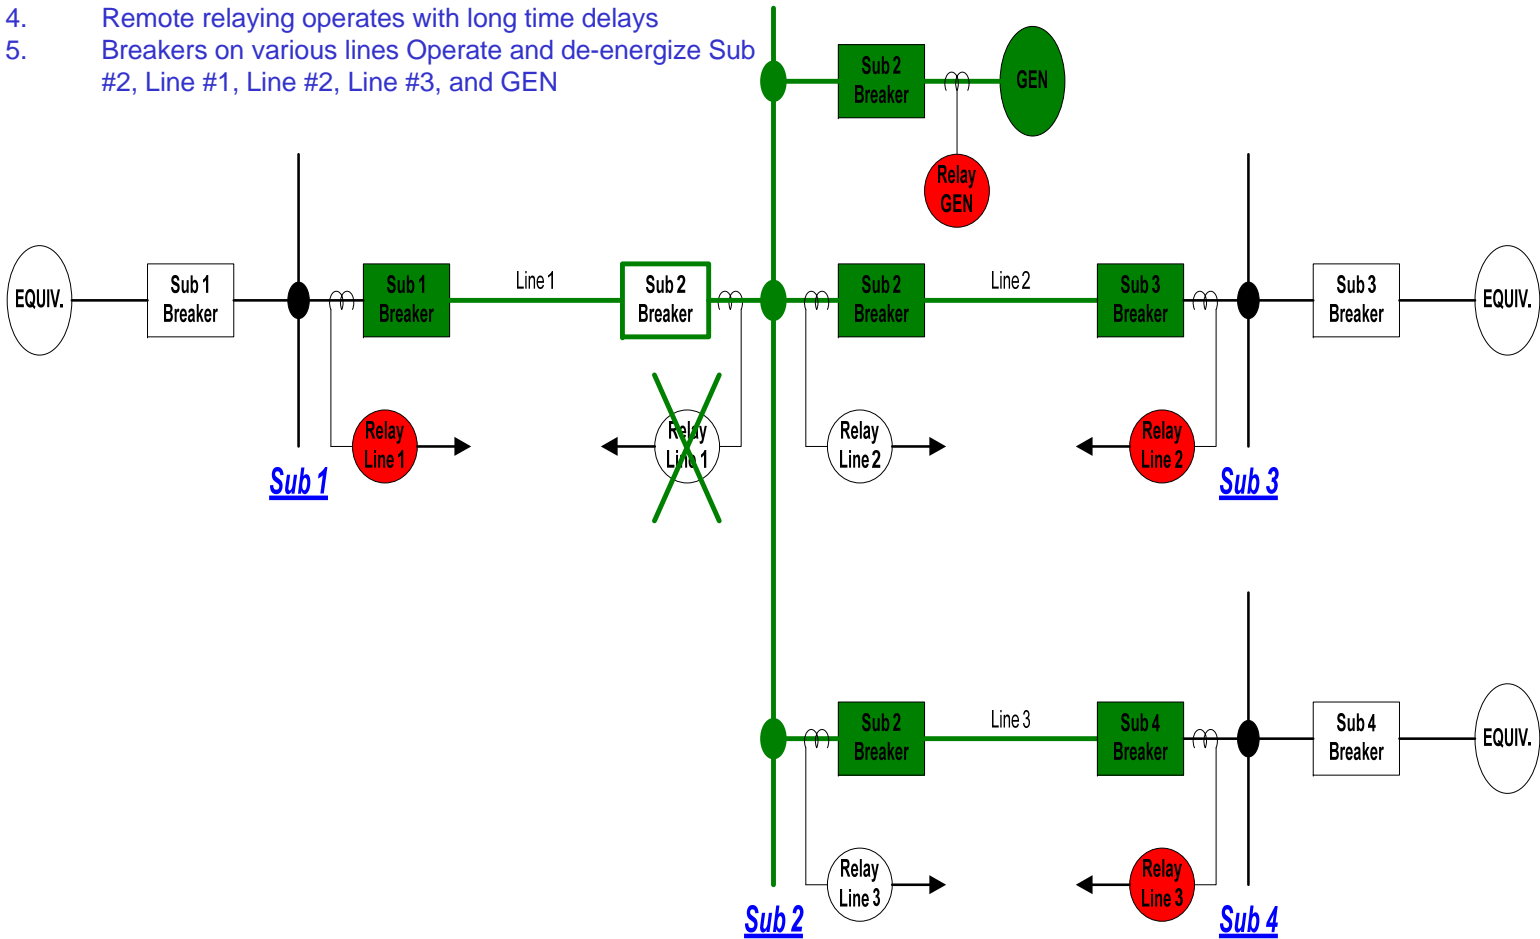 4. Remote relaying operates with long time delays
5. Breakers on various lines Operate and de-energize Sub
#2, Line #1, Line #2, Line #3, and GEN
Sub 2
Breaker
GEN
Relay
GEN
EQUIV.
Sub 1
Breaker
Sub 1
Breaker
Line 1
Sub 2
Breaker
Sub 2
Breaker
Line 2
Sub 3
Breaker
Sub 3
Breaker
EQUIV.
Relay
Line 1
Relay
Line 1
Relay
Line 2
Relay
Line 2
Sub 1
Sub 3
Sub 2
Breaker
Line 3
Sub 4
Breaker
Sub 4
Breaker
EQUIV.
Relay
Line 3
Relay
Line 3
Sub 2
Sub 4